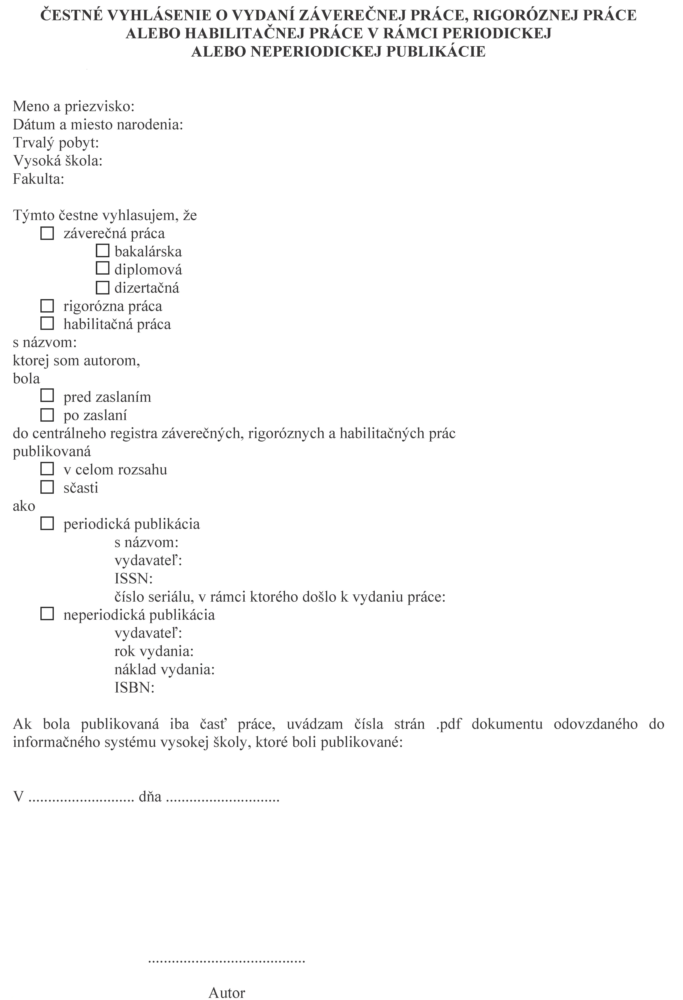 ČESTNÉ VYHLÁSENIE O VYDANÍ ZÁVEREČNEJ PRÁCE, RIGORÓZNEJ PRÁCE
ALEBO HABILITAČNEJ PRÁCE V RÁMCI PERIODICKEJ
ALEBO NEPERIODICKEJ PUBLIKÁCIE
Meno a priezvisko:
Dátum a miesto narodenia:
Trvalý pobyt:
Vysoká škola:
Fakulta:
Týmto čestne vyhlasujem, že
záverečná práca
bakalárska
diplomová
dizertačná
rigorózna práca
habilitačná práca
s názvom:
ktorej som autorom,
bola
pred zaslaním
po zaslaní
do centrálneho registra záverečných, rigoróznych a habilitačných prác
publikovaná
v celom rozsahu
sčasti
ako
periodická publikácia
s názvom:
vydavateľ:
ISSN:
číslo seriálu, v rámci ktorého došlo k vydaniu práce:
neperiodická publikácia
vydavateľ:
rok vydania:
náklad vydania:
ISBN:
Ak bola publikovaná iba časť práce, uvádzam čísla strán .pdf dokumentu odovzdaného do
informačného systému vysokej školy, ktoré boli publikované:
V ........................... dňa .............................
........................................
Autor